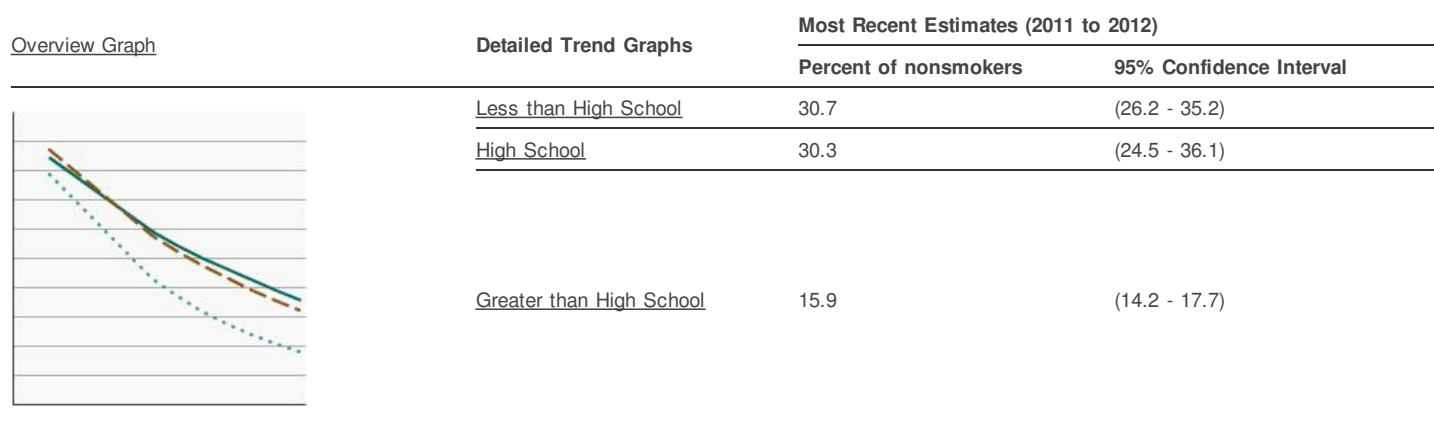 Overview Graph
Detailed Trend Graphs
Most Recent Estimates (2011 to 2012)
Percent of nonsmokers 95% Confidence Interval
Less than High School 30.7 (26.2 - 35.2)
High School 30.3 (24.5 - 36.1)
Greater than High School 15.9 (14.2 - 17.7)